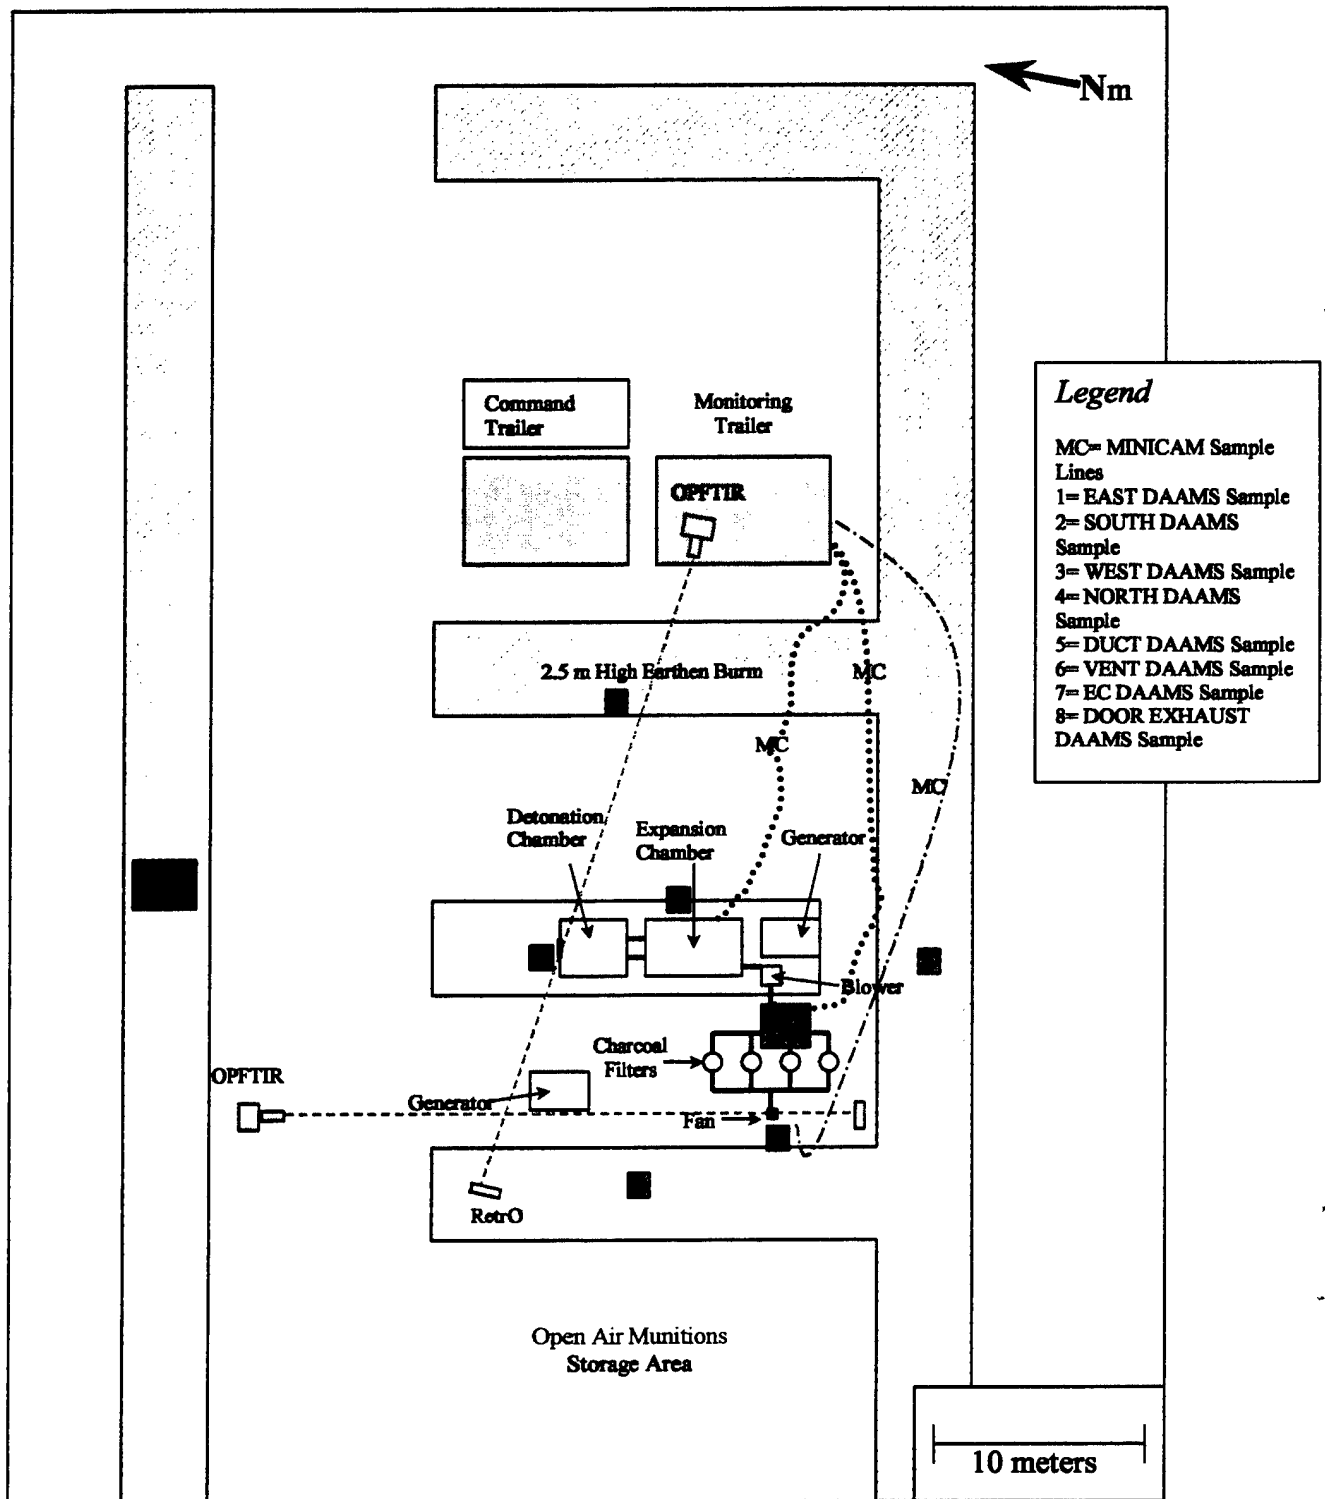 Nm
Command
Trailer
Monitoring
Trailer
OPFTIR
Legend
MC= MINICAM Sample
Lines
1= EAST DAAMS Sample
2= SOUTH DAAMS
Sample
3= WEST DAAMS Sample
4= NORTH DAAMS
Sample
5= DUCT DAAMS Sample
6= VENT DAAMS Sample
7= EC DAAMS Sample
8= DOOR EXHAUST
DAAMS Sample
2.5 m High Earthen Burm
MC
MC
MC
Detonation
Chamber
Expansion
Chamber
Generator
Blower
Charcoal
Filters
OPFTIR
Generator
Fan
RetrO
Open Air Munitions
Storage Area
10 meters